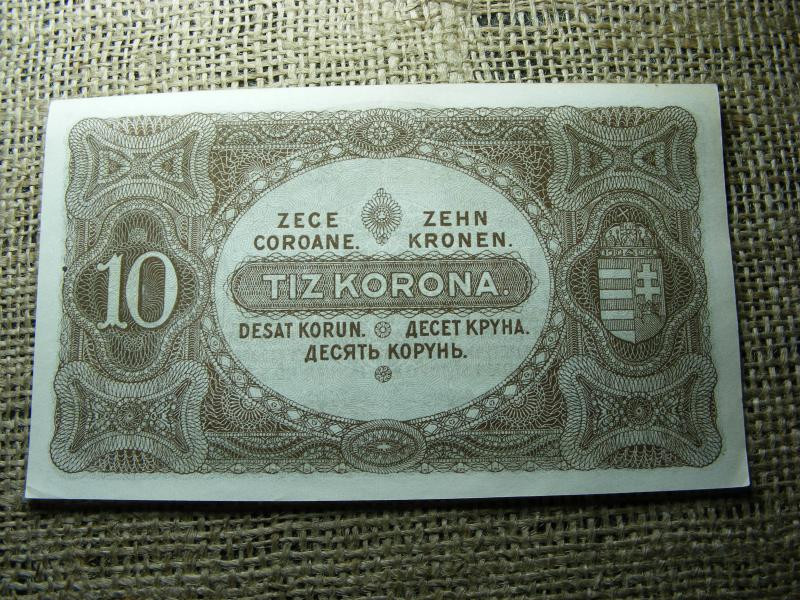 ZECE COROANE.
ZEHN KRONEN.
10
TIZ KORONA.
DESAT KORUN. ДЕСЕТ КРУНА.
ДЕСЯТЬ КОРУНЬ.